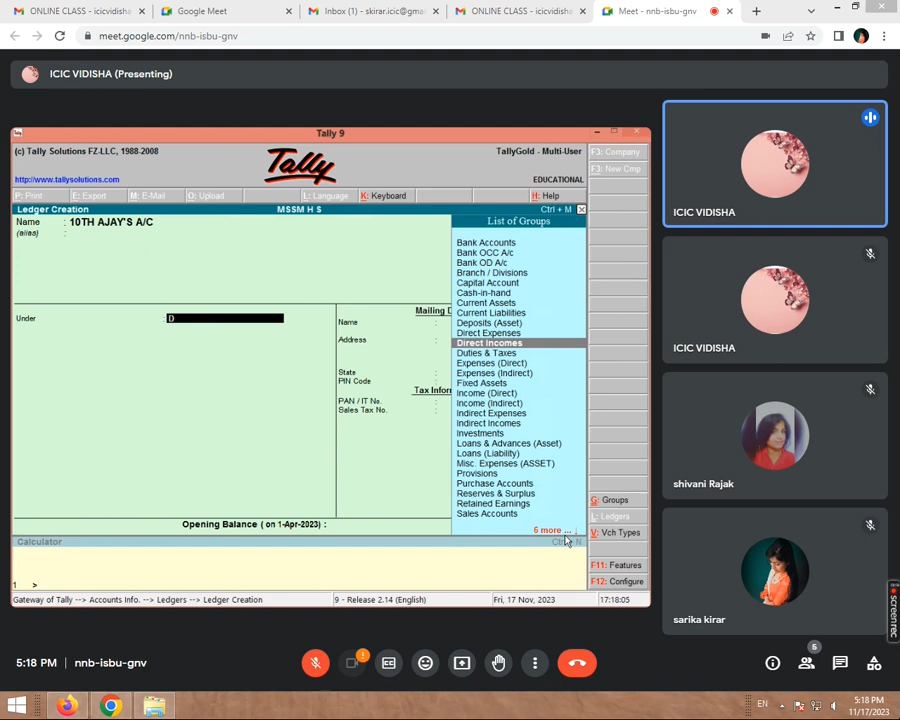 ONLINE CLASS - icicvidisha
Google Meet
Inbox (1) - skirar.icic@gma
ONLINE CLASS - icicvidisha
Meet - nnb-isbu-gnv
meet.google.com/nnb-isbu-gnv
ICIC VIDISHA (Presenting)
Tally 9
(c) Tally Solutions FZ-LLC, 1988-2008
TallyGold - Multi-User
http://www.tallysolutions.com
Tally
EDUCATIONAL
P: Print
E: Export
M: E-Mail
O: Upload
L: Language
K: Keyboard
H: Help
F3: Company
F3: New Cmp
Ledger Creation
MSSM H S
Ctrl + M
Name : 10TH AJAY'S A/C
(alias) :
Under : D
Mailing D
Name :
Address :
State :
PIN Code :
Tax Infor
PAN / IT No. :
Sales Tax No. :
List of Groups
Bank Accounts
Bank OCC A/c
Bank OD A/c
Branch / Divisions
Capital Account
Cash-in-hand
Current Assets
Current Liabilities
Deposits (Asset)
Direct Expenses
Direct Incomes
Duties & Taxes
Expenses (Direct)
Expenses (Indirect)
Fixed Assets
Income (Direct)
Income (Indirect)
Indirect Expenses
Indirect Incomes
Investments
Loans & Advances (Asset)
Loans (Liability)
Misc. Expenses (ASSET)
Provisions
Purchase Accounts
Reserves & Surplus
Retained Earnings
Sales Accounts
6 more ... ↓
Opening Balance ( on 1-Apr-2023) :
Calculator
Ctrl N
1 >
G: Groups
L: Ledgers
V: Vch Types
F11: Features
F12: Configure
Gateway of Tally --> Accounts Info. --> Ledgers --> Ledger Creation
9 - Release 2.14 (English)
Fri, 17 Nov, 2023
17:18:05
ICIC VIDISHA
ICIC VIDISHA
shivani Rajak
sarika kirar
screen rec
5:18 PM | nnb-isbu-gnv
5
EN
5:18 PM
11/17/2023